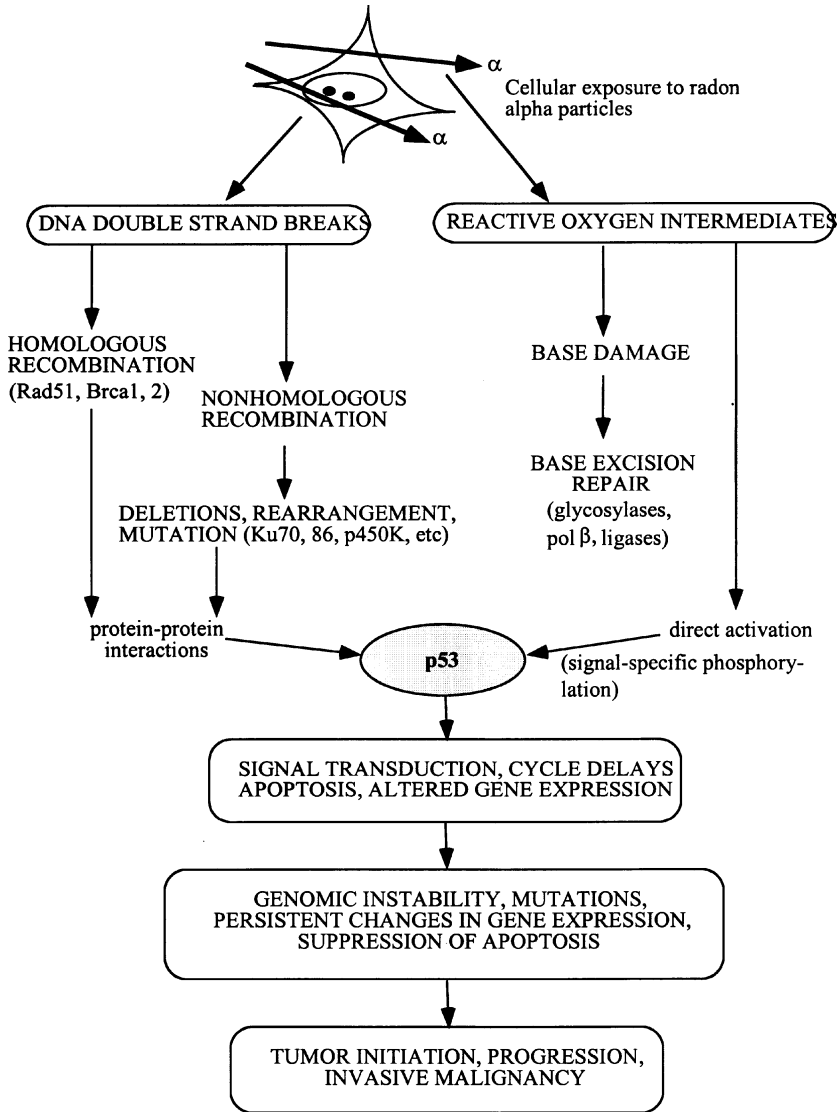 α
Cellular exposure to radon
alpha particles
α
DNA DOUBLE STRAND BREAKS
REACTIVE OXYGEN INTERMEDIATES
HOMOLOGOUS
RECOMBINATION
(Rad51, Brca1, 2)
NONHOMOLOGOUS
RECOMBINATION
DELETIONS, REARRANGEMENT,
MUTATION (Ku70, 86, p450K, etc)
BASE DAMAGE
BASE EXCISION
REPAIR
(glycosylases,
pol β, ligases)
protein-protein
interactions
p53
direct activation
(signal-specific phosphory-
lation)
SIGNAL TRANSDUCTION, CYCLE DELAYS
APOPTOSIS, ALTERED GENE EXPRESSION
GENOMIC INSTABILITY, MUTATIONS,
PERSISTENT CHANGES IN GENE EXPRESSION,
SUPPRESSION OF APOPTOSIS
TUMOR INITIATION, PROGRESSION,
INVASIVE MALIGNANCY